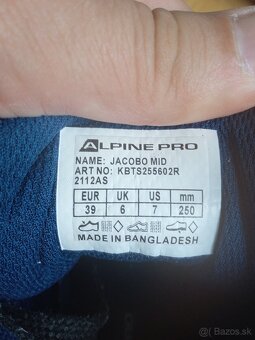 ALPINE PRO
NAME: JACOBO MID
ART NO: KBTS255602R
2112AS
EUR UK US mm
39 6 7 250
MADE IN BANGLADESH
bazar.sk